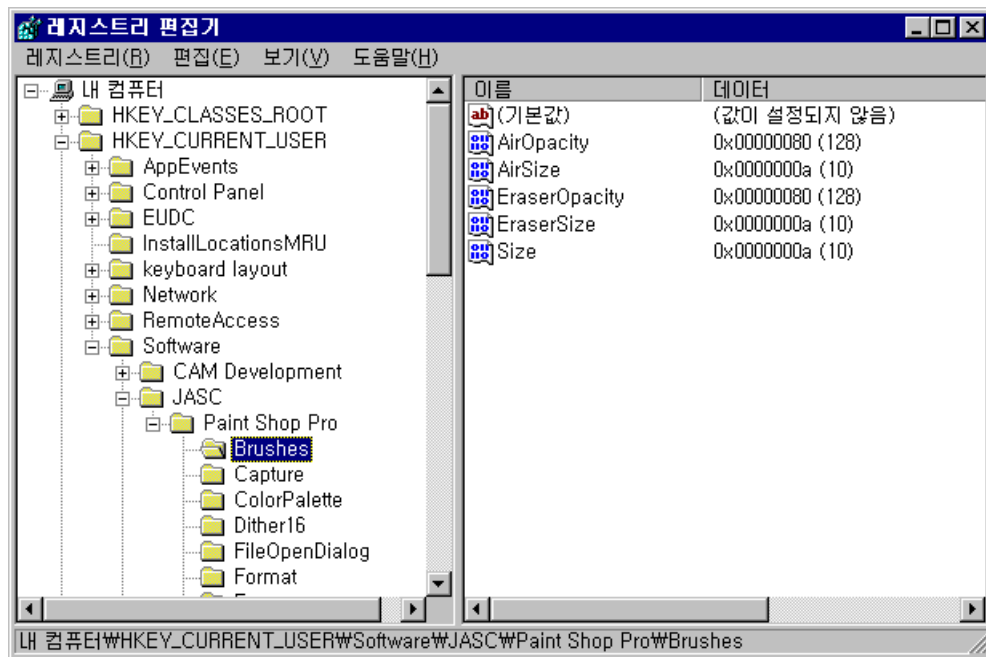 레지스트리 편집기
레지스트리(R) 편집(E) 보기(V) 도움말(H)
내 컴퓨터
HKEY_CLASSES_ROOT
HKEY_CURRENT_USER
AppEvents
Control Panel
EUDC
InstallLocationsMRU
keyboard layout
Network
RemoteAccess
Software
CAM Development
JASC
Paint Shop Pro
Brushes
Capture
ColorPalette
Dither16
FileOpenDialog
Format
이름 데이터
(기본값) (값이 설정되지 않음)
AirOpacity 0x00000080 (128)
AirSize 0x0000000a (10)
EraserOpacity 0x00000080 (128)
EraserSize 0x0000000a (10)
Size 0x0000000a (10)
내 컴퓨터₩HKEY_CURRENT_USER₩Software₩JASC₩Paint Shop Pro₩Brushes